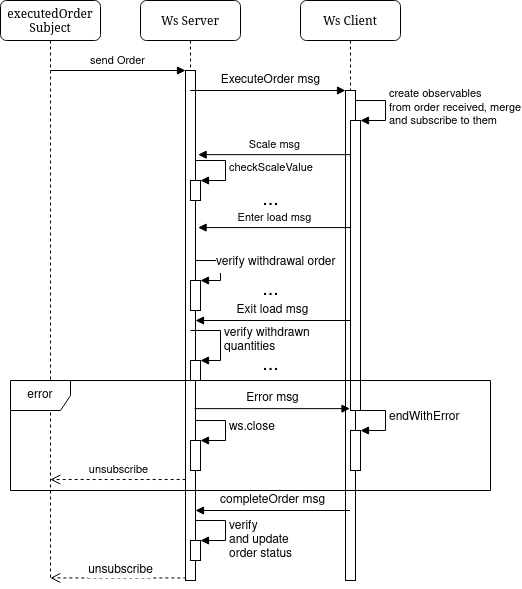 executedOrder
Subject
Ws Server
Ws Client
send Order
ExecuteOrder msg
create observables
from order received, merge
and subscribe to them
Scale msg
checkScaleValue
...
Enter load msg
verify withdrawal order
...
Exit load msg
verify withdrawn
quantities
...
error
Error msg
endWithError
ws.close
unsubscribe
completeOrder msg
verify
and update
order status
unsubscribe